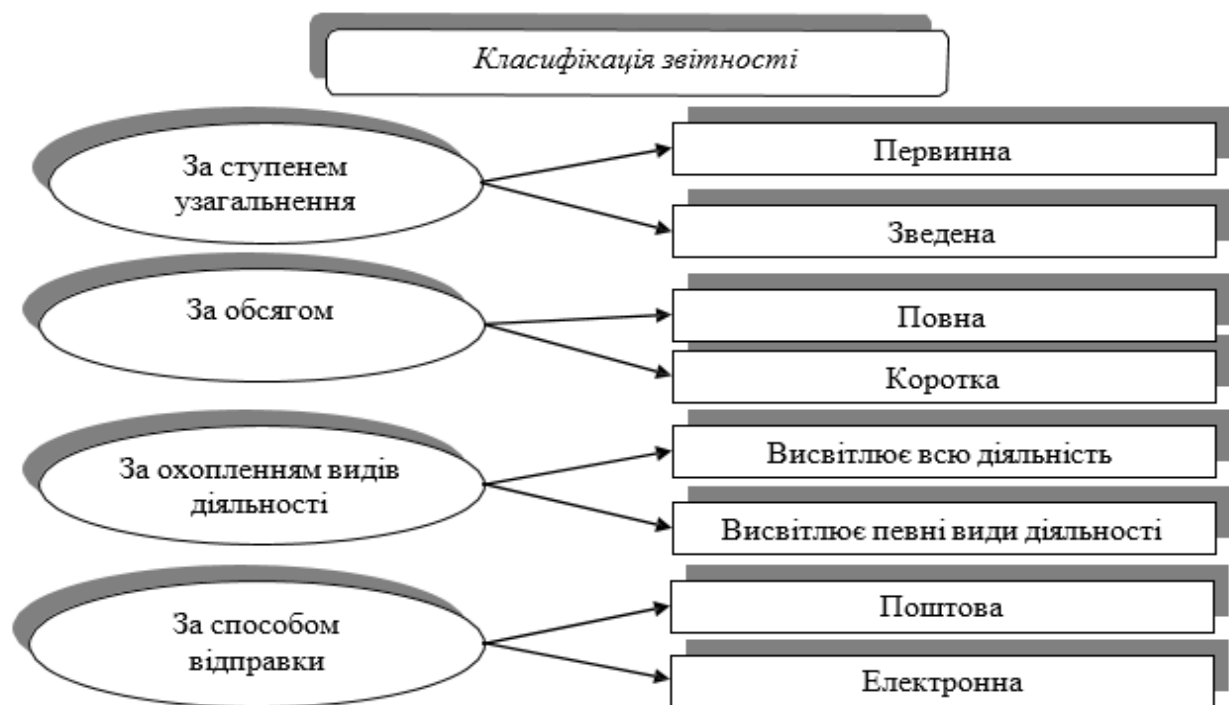 Класифікація звітності
За ступенем
узагальнення
Первинна
Зведена
За обсягом
Повна
Коротка
За охопленням видів
діяльності
Висвітлює всю діяльність
Висвітлює певні види діяльності
За способом
відправки
Поштова
Електронна